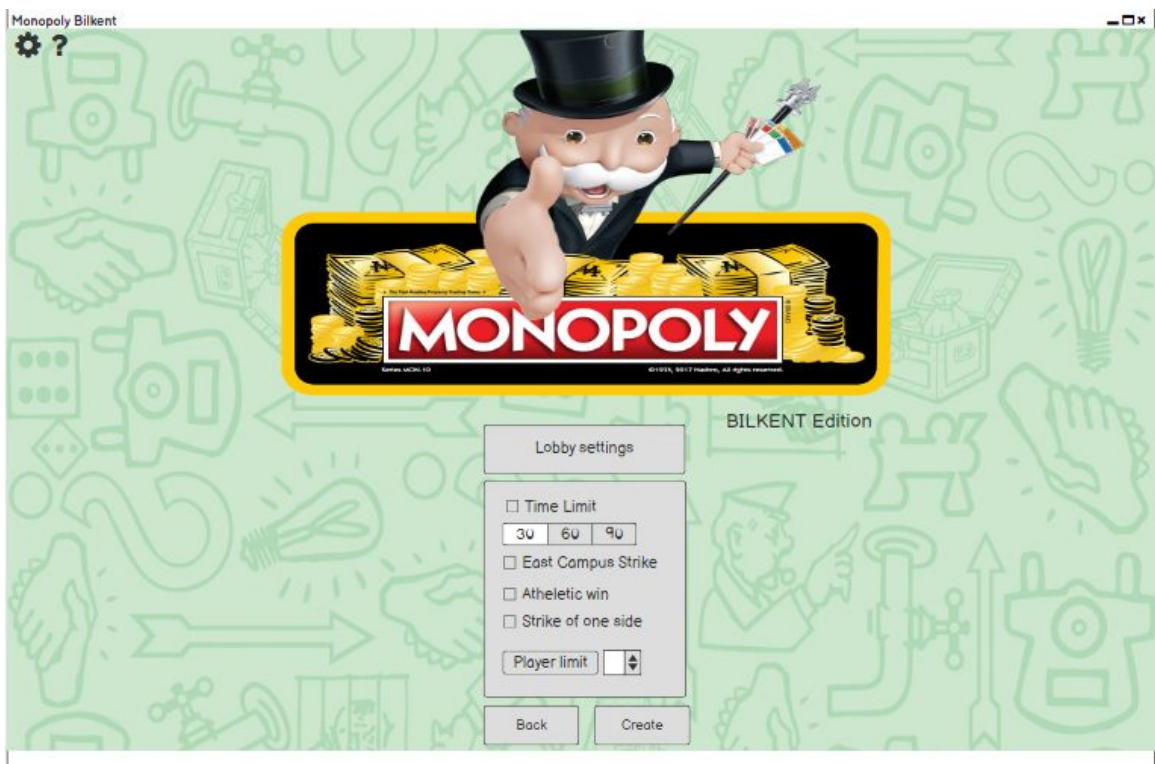 Monopoly Bilkent
?
MONOPOLY
BILKENT Edition
Lobby settings
Time Limit
30 60 90
East Campus Strike
Atheletic win
Strike of one side
Player limit
Back Create